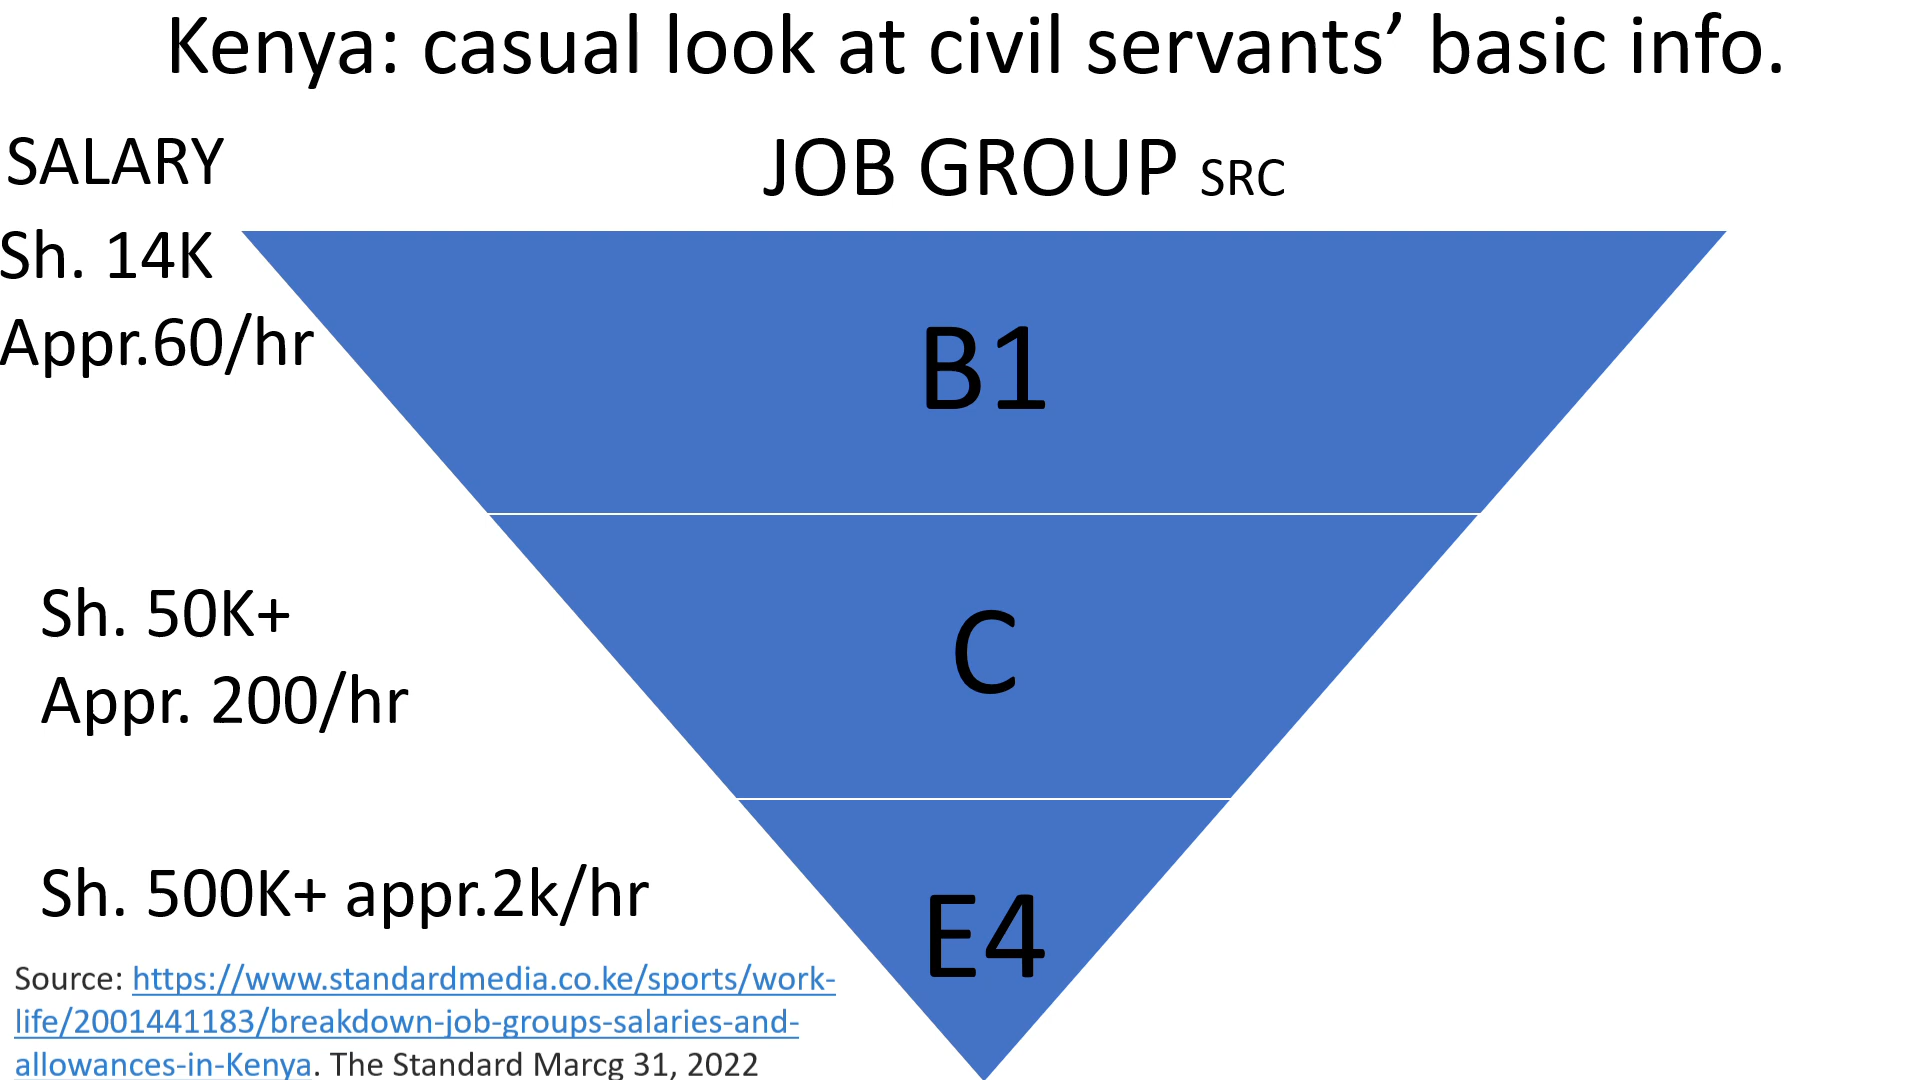 Kenya: casual look at civil servants’ basic info.
SALARY
JOB GROUP SRC
Sh. 14K
Appr.60/hr
B1
Sh. 50K+
Appr. 200/hr
C
Sh. 500K+ appr.2k/hr
E4
Source: https://www.standardmedia.co.ke/sports/work-
life/2001441183/breakdown-job-groups-salaries-and-
allowances-in-Kenya. The Standard Marcg 31, 2022